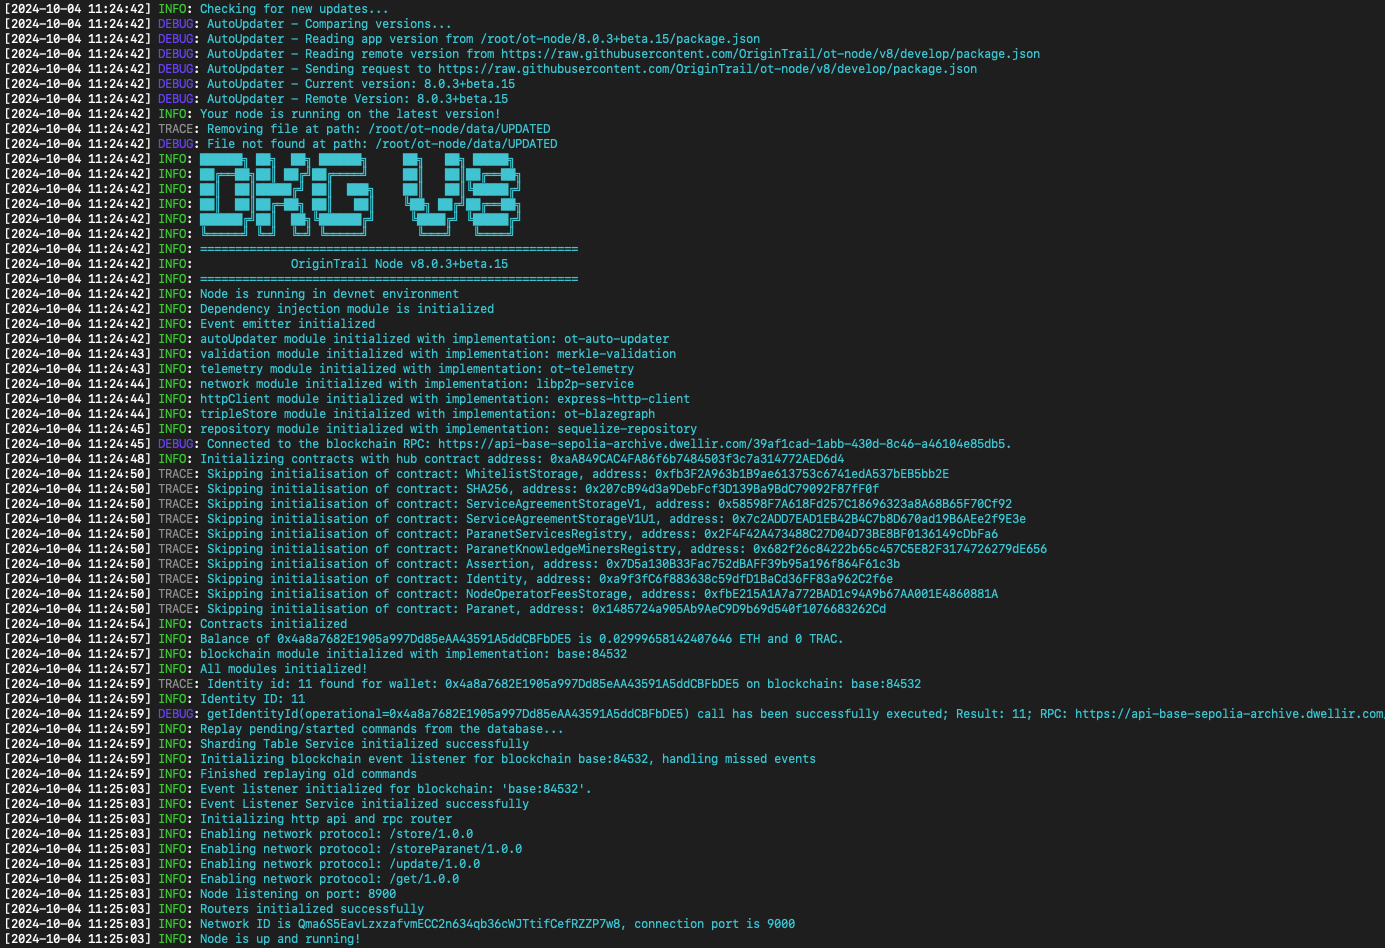 [2024-10-04 11:24:42] INFO: Checking for new updates...
[2024-10-04 11:24:42] DEBUG: AutoUpdater - Comparing versions...
[2024-10-04 11:24:42] DEBUG: AutoUpdater - Reading app version from /root/ot-node/8.0.3+beta.15/package.json
[2024-10-04 11:24:42] DEBUG: AutoUpdater - Reading remote version from https://raw.githubusercontent.com/OriginTrail/ot-node/v8/develop/package.json
[2024-10-04 11:24:42] DEBUG: AutoUpdater - Sending request to https://raw.githubusercontent.com/OriginTrail/ot-node/v8/develop/package.json
[2024-10-04 11:24:42] DEBUG: AutoUpdater - Current version: 8.0.3+beta.15
[2024-10-04 11:24:42] DEBUG: AutoUpdater - Remote Version: 8.0.3+beta.15
[2024-10-04 11:24:42] INFO: Your node is running on the latest version!
[2024-10-04 11:24:42] TRACE: Removing file at path: /root/ot-node/data/UPDATED
[2024-10-04 11:24:42] DEBUG: File not found at path: /root/ot-node/data/UPDATED
[2024-10-04 11:24:42] INFO: DKG V8
[2024-10-04 11:24:42] INFO:
[2024-10-04 11:24:42] INFO:
[2024-10-04 11:24:42] INFO:
[2024-10-04 11:24:42] INFO:
[2024-10-04 11:24:42] INFO:
[2024-10-04 11:24:42] INFO: ======================================================
[2024-10-04 11:24:42] INFO: OriginTrail Node v8.0.3+beta.15
[2024-10-04 11:24:42] INFO: ======================================================
[2024-10-04 11:24:42] INFO: Node is running in devnet environment
[2024-10-04 11:24:42] INFO: Dependency injection module is initialized
[2024-10-04 11:24:42] INFO: Event emitter initialized
[2024-10-04 11:24:42] INFO: autoUpdater module initialized with implementation: ot-auto-updater
[2024-10-04 11:24:43] INFO: validation module initialized with implementation: merkle-validation
[2024-10-04 11:24:43] INFO: telemetry module initialized with implementation: ot-telemetry
[2024-10-04 11:24:44] INFO: network module initialized with implementation: libp2p-service
[2024-10-04 11:24:44] INFO: httpClient module initialized with implementation: express-http-client
[2024-10-04 11:24:44] INFO: tripleStore module initialized with implementation: ot-blazegraph
[2024-10-04 11:24:45] INFO: repository module initialized with implementation: sequelize-repository
[2024-10-04 11:24:45] DEBUG: Connected to the blockchain RPC: https://api-base-sepolia-archive.dwellir.com/39af1cad-1abb-430d-8c46-a46104e85db5.
[2024-10-04 11:24:48] INFO: Initializing contracts with hub contract address: 0xaA849CAC4FA86f6b7484503f3c7a314772AED6d4
[2024-10-04 11:24:50] TRACE: Skipping initialisation of contract: WhitelistStorage, address: 0xfb3F2A963b1B9ae613753c6741edA537bEB5bb2E
[2024-10-04 11:24:50] TRACE: Skipping initialisation of contract: SHA256, address: 0x207cB94d3a9DebFcf3D139Ba9BdC79092F87fF0f
[2024-10-04 11:24:50] TRACE: Skipping initialisation of contract: ServiceAgreementStorageV1, address: 0x58598F7A618Fd257C18696323a8A68B65F70Cf92
[2024-10-04 11:24:50] TRACE: Skipping initialisation of contract: ServiceAgreementStorageV1U1, address: 0x7c2ADD7EAD1EB42B4C7b8D670ad19B6AEe2f9E3e
[2024-10-04 11:24:50] TRACE: Skipping initialisation of contract: ParanetServicesRegistry, address: 0x2F4F42A473488C27D04D73BE8BF0136149cDbFa6
[2024-10-04 11:24:50] TRACE: Skipping initialisation of contract: ParanetKnowledgeMinersRegistry, address: 0x682f26c84222b65c457C5E82F3174726279dE656
[2024-10-04 11:24:50] TRACE: Skipping initialisation of contract: Assertion, address: 0x7D5a130B33Fac752dBAFF39b95a196f864F61c3b
[2024-10-04 11:24:50] TRACE: Skipping initialisation of contract: Identity, address: 0xa9f3fC6f883638c59dfD1BaCd36FF83a962C2f6e
[2024-10-04 11:24:50] TRACE: Skipping initialisation of contract: NodeOperatorFeesStorage, address: 0xfbE215A1A7a772BAD1c94A9b67AA001E4860881A
[2024-10-04 11:24:50] TRACE: Skipping initialisation of contract: Paranet, address: 0x1485724a905Ab9AeC9D9b69d540f1076683262Cd
[2024-10-04 11:24:54] INFO: Contracts initialized
[2024-10-04 11:24:57] INFO: Balance of 0x4a8a7682E1905a997Dd85eAA43591A5ddCBFbDE5 is 0.02999658142407646 ETH and 0 TRAC.
[2024-10-04 11:24:57] INFO: blockchain module initialized with implementation: base:84532
[2024-10-04 11:24:57] INFO: All modules initialized!
[2024-10-04 11:24:59] TRACE: Identity id: 11 found for wallet: 0x4a8a7682E1905a997Dd85eAA43591A5ddCBFbDE5 on blockchain: base:84532
[2024-10-04 11:24:59] INFO: Identity ID: 11
[2024-10-04 11:24:59] DEBUG: getIdentityId(operational=0x4a8a7682E1905a997Dd85eAA43591A5ddCBFbDE5) call has been successfully executed; Result: 11; RPC: https://api-base-sepolia-archive.dwellir.com
[2024-10-04 11:24:59] INFO: Replay pending/started commands from the database...
[2024-10-04 11:24:59] INFO: Sharding Table Service initialized successfully
[2024-10-04 11:24:59] INFO: Initializing blockchain event listener for blockchain base:84532, handling missed events
[2024-10-04 11:24:59] INFO: Finished replaying old commands
[2024-10-04 11:25:03] INFO: Event listener initialized for blockchain: 'base:84532'.
[2024-10-04 11:25:03] INFO: Event Listener Service initialized successfully
[2024-10-04 11:25:03] INFO: Initializing http api and rpc router
[2024-10-04 11:25:03] INFO: Enabling network protocol: /store/1.0.0
[2024-10-04 11:25:03] INFO: Enabling network protocol: /storeParanet/1.0.0
[2024-10-04 11:25:03] INFO: Enabling network protocol: /update/1.0.0
[2024-10-04 11:25:03] INFO: Enabling network protocol: /get/1.0.0
[2024-10-04 11:25:03] INFO: Node listening on port: 8900
[2024-10-04 11:25:03] INFO: Routers initialized successfully
[2024-10-04 11:25:03] INFO: Network ID is Qma6S5EavLzxzafvmECC2n634qb36cWJTtifCefRZZP7w8, connection port is 9000
[2024-10-04 11:25:03] INFO: Node is up and running!